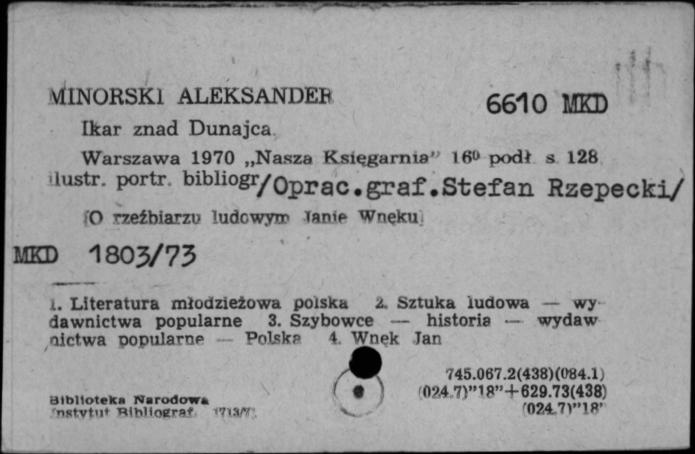 MINORSKI ALEKSANDER
6610 MKD
Ikar znad Dunajca.
Warszawa 1970 „Nasza Księgarnia” 16⁰ podł. s. 128
ilustr. portr. bibliogr/Oprac.graf.Stefan Rzepecki/
[O rzeźbiarzu ludowym Janie Wnęku]
MKD 1803/73
1. Literatura młodzieżowa polska 2. Sztuka ludowa — wy-
dawnictwa popularne 3. Szybowce — historia — wydaw-
nictwa popularne — Polska 4. Wnęk Jan
745.067.2(438)(084.1)
(024.7)”18”+629.73(438)
(024.7)”18”
Biblioteka Narodowa
Instytut Bibliograf.